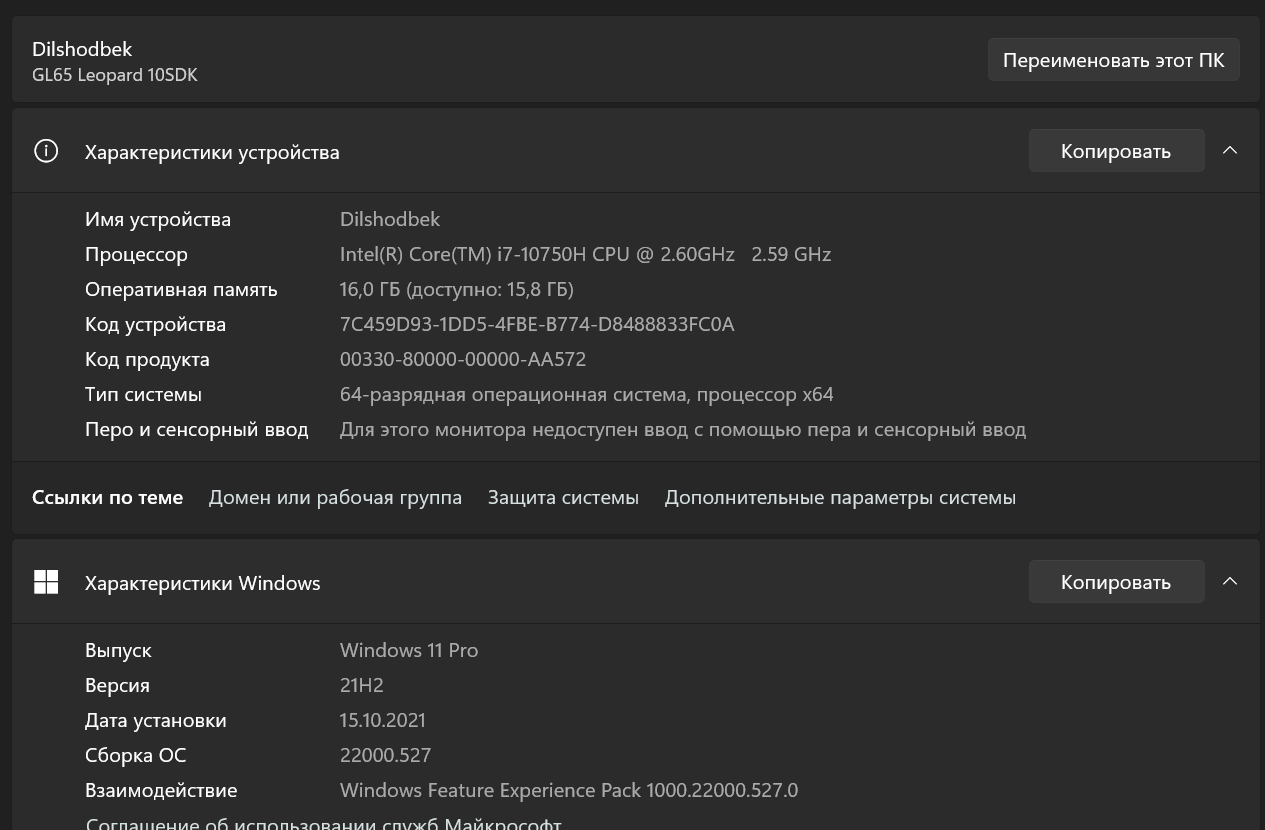 Dilshodbek
GL65 Leopard 10SDK
Переименовать этот ПК
Характеристики устройства
Копировать
Имя устройства Dilshodbek
Процессор Intel(R) Core(TM) i7-10750H CPU @ 2.60GHz 2.59 GHz
Оперативная память 16,0 ГБ (доступно: 15,8 ГБ)
Код устройства 7C459D93-1DD5-4FBE-B774-D8488833FC0A
Код продукта 00330-80000-00000-AA572
Тип системы 64-разрядная операционная система, процессор x64
Перо и сенсорный ввод Для этого монитора недоступен ввод с помощью пера и сенсорный ввод
Ссылки по теме Домен или рабочая группа Защита системы Дополнительные параметры системы
Характеристики Windows
Копировать
Выпуск Windows 11 Pro
Версия 21H2
Дата установки 15.10.2021
Сборка ОС 22000.527
Взаимодействие Windows Feature Experience Pack 1000.22000.527.0
Соглашение об использовании служб Майкрософт